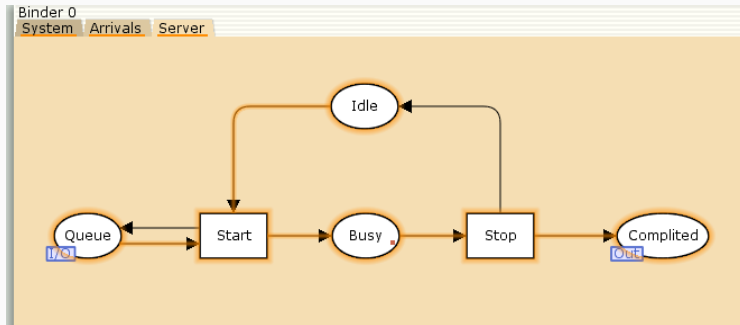 Binder 0
System Arrivals Server
Idle
Queue Start Busy Stop Complited
I/O Out